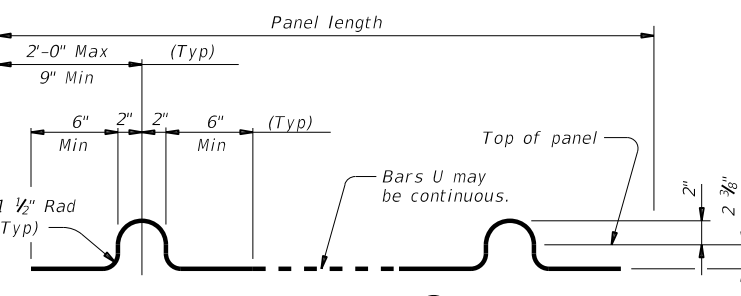 Panel length
2'-0" Max (Typ)
9" Min
6" 2" 2" 6" (Typ)
Min Min
Top of panel
Bars U may
be continuous.
1 ½" Rad
Typ)
2"
2 ⅜"